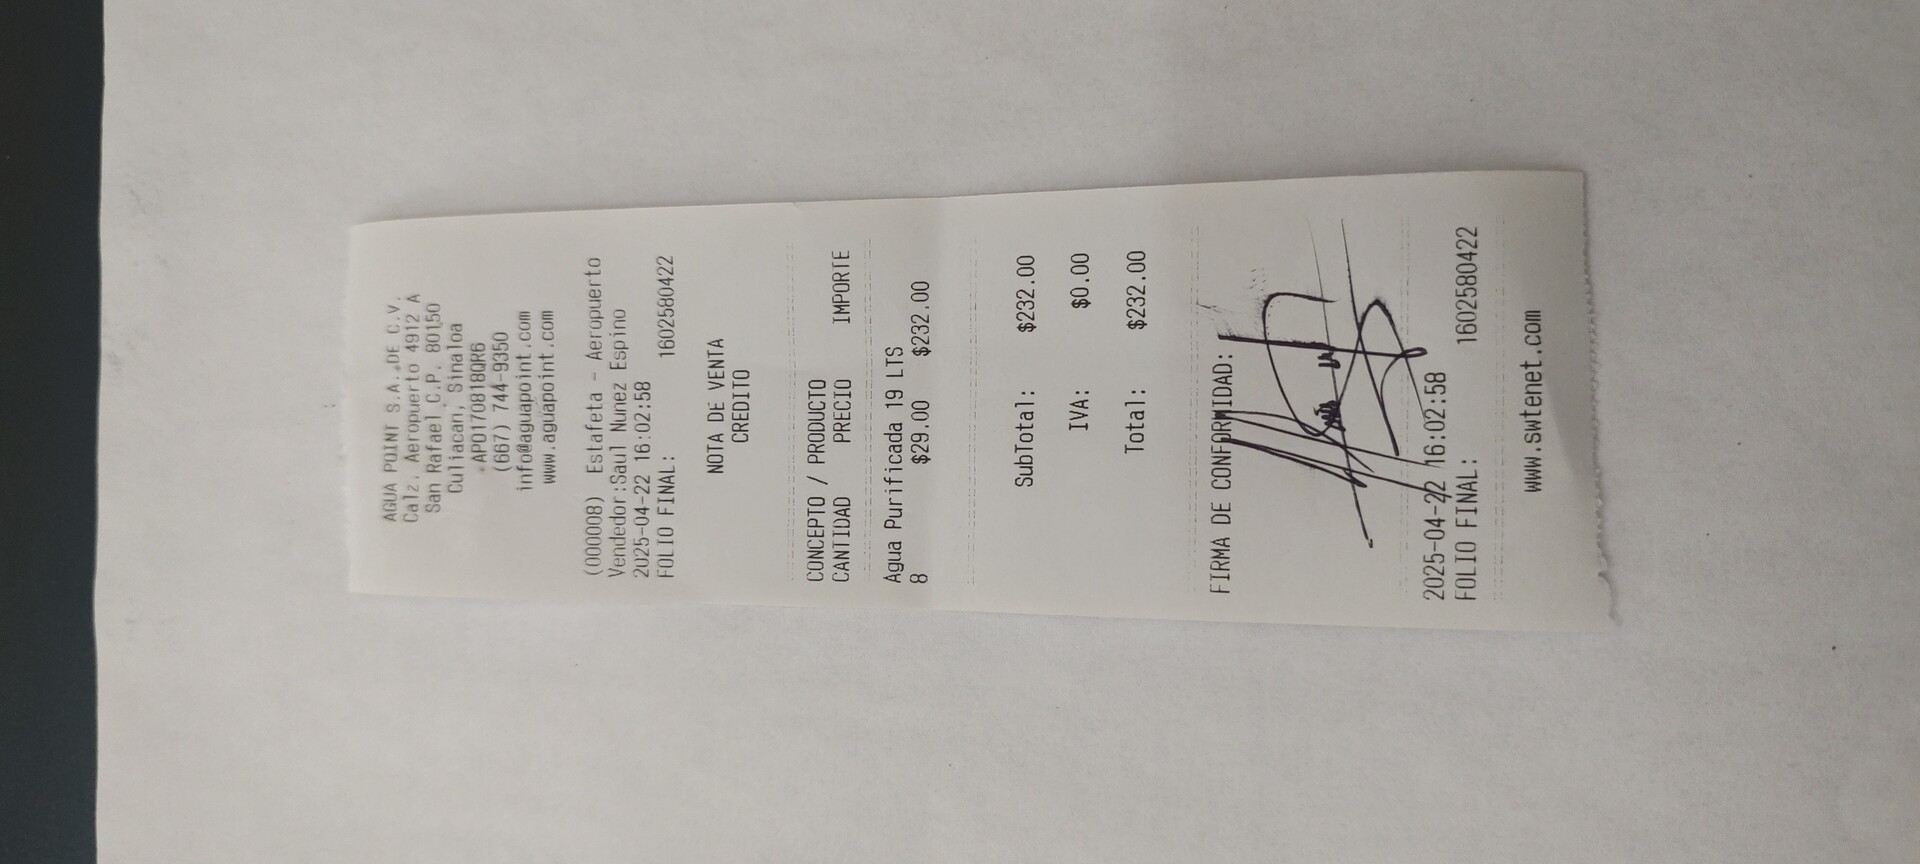 AGUA POINT S.A. DE C.V.
Calz. Aeropuerto 4912 A
San Rafael C.P. 80150
Culiacan, Sinaloa
APO170818QR6
(667) 744-9350
info@aguapoint.com
www.aguapoint.com
(000008) Estafeta - Aeropuerto
Vendedor:Saul Nunez Espino
2025-04-22 16:02:58
FOLIO FINAL: 1602580422
NOTA DE VENTA
CREDITO
CONCEPTO / PRODUCTO
CANTIDAD PRECIO IMPORTE
Agua Purificada 19 LTS
8 $29.00 $232.00
SubTotal: $232.00
IVA: $0.00
Total: $232.00
FIRMA DE CONFORMIDAD:
2025-04-22 16:02:58
FOLIO FINAL: 1602580422
www.swtenet.com